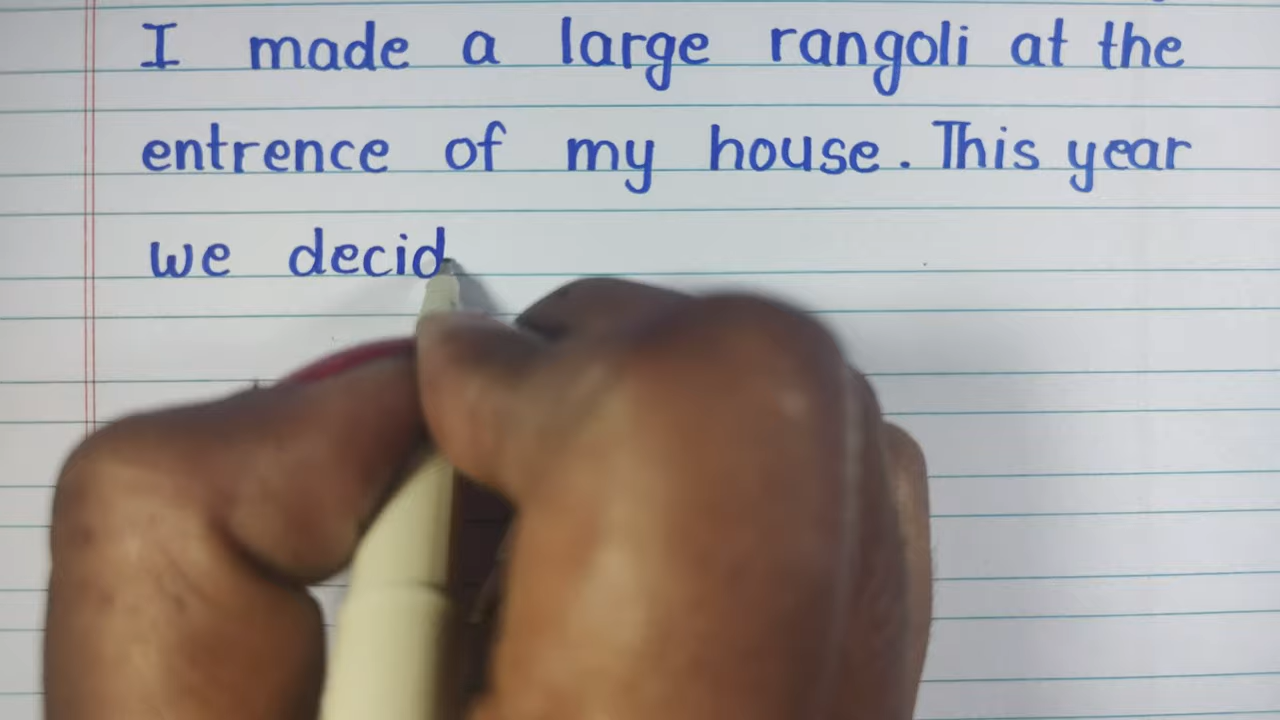 I made a large rangoli at the
entrence of my house. This year
we decid